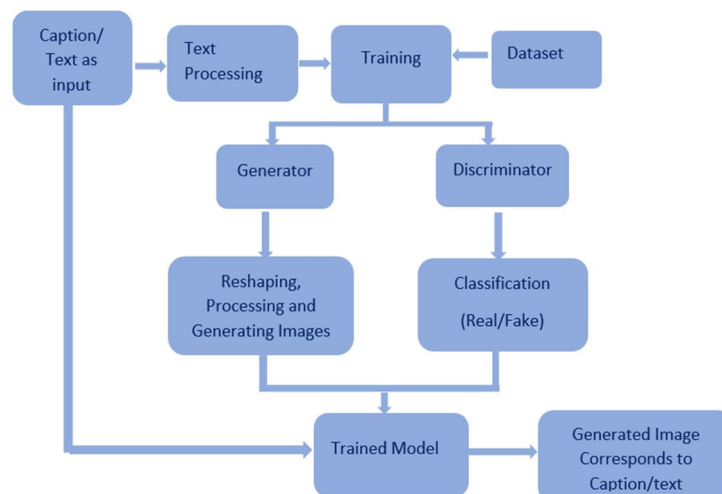 Caption/
Text as
input
Text
Processing
Training
Dataset
Generator
Discriminator
Reshaping,
Processing and
Generating Images
Classification
(Real/Fake)
Trained Model
Generated Image
Corresponds to
Caption/text